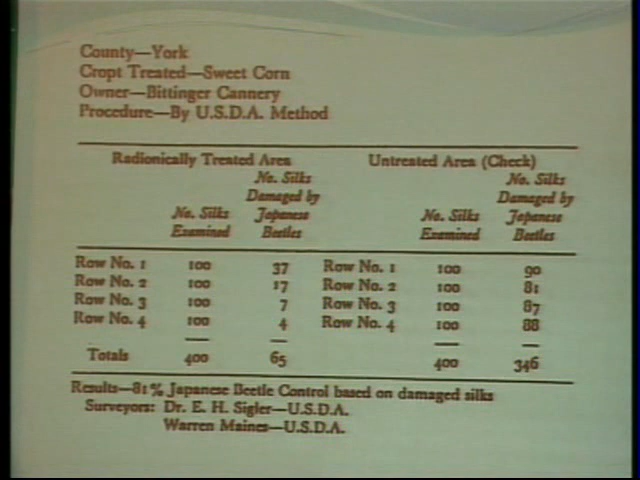 County—York
Cropt Treated—Sweet Corn
Owner—Bittinger Cannery
Procedure—By U.S.D.A. Method
Radionically Treated Area Untreated Area (Check)
No. Silks Examined No. Silks Damaged by Japanese Beetles No. Silks Examined No. Silks Damaged by Japanese Beetles
Row No. 1 100 37 Row No. 1 100 90
Row No. 2 100 17 Row No. 2 100 81
Row No. 3 100 7 Row No. 3 100 87
Row No. 4 100 4 Row No. 4 100 88
Totals 400 65 400 346
Results—81% Japanese Beetle Control based on damaged silks
Surveyors: Dr. E. H. Sigler—U.S.D.A.
Warren Maines—U.S.D.A.